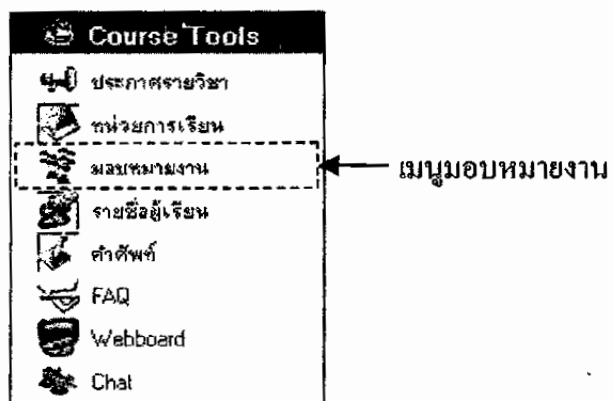 Course Tools
ประกาศรายวิชา
หน่วยการเรียน
มอบหมายงาน
เมนูมอบหมายงาน
รายชื่อผู้เรียน
คำศัพท์
FAQ
Webboard
Chat